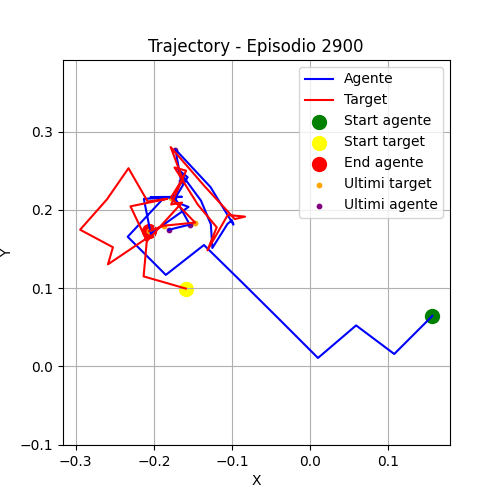 Trajectory - Episodio 2900
Agente
Target
Start agente
Start target
End agente
Ultimi target
Ultimi agente
0.3
0.2
0.1
0.0
−0.1
Y
−0.3
−0.2
−0.1
0.0
0.1
X